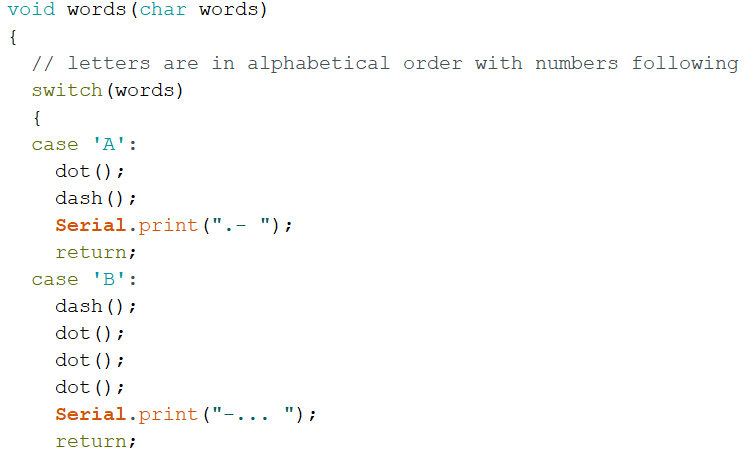 void words(char words)
{
  // letters are in alphabetical order with numbers following
  switch(words)
  {
  case 'A':
    dot();
    dash();
    Serial.print(".- ");
    return;
  case 'B':
    dash();
    dot();
    dot();
    dot();
    Serial.print("-... ");
    return;